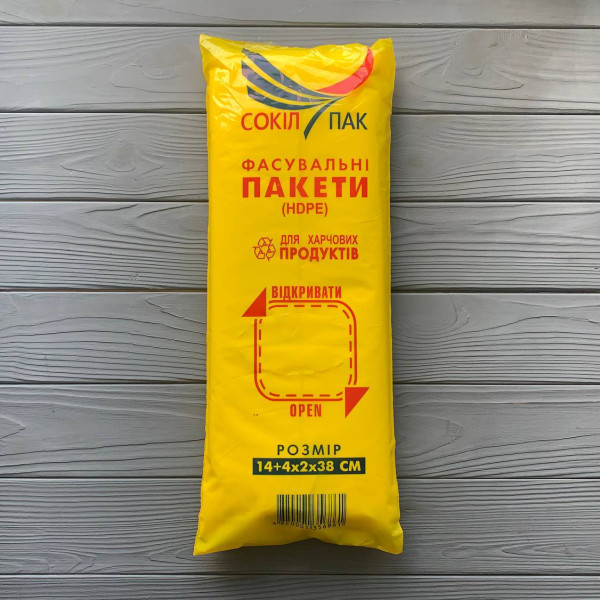 СОКІЛ ПАК
ФАСУВАЛЬНІ
ПАКЕТИ
(HDPE)
ДЛЯ ХАРЧОВИХ
ПРОДУКТІВ
ВІДКРИВАТИ
OPEN
РОЗМІР
14+4х2х38 СМ